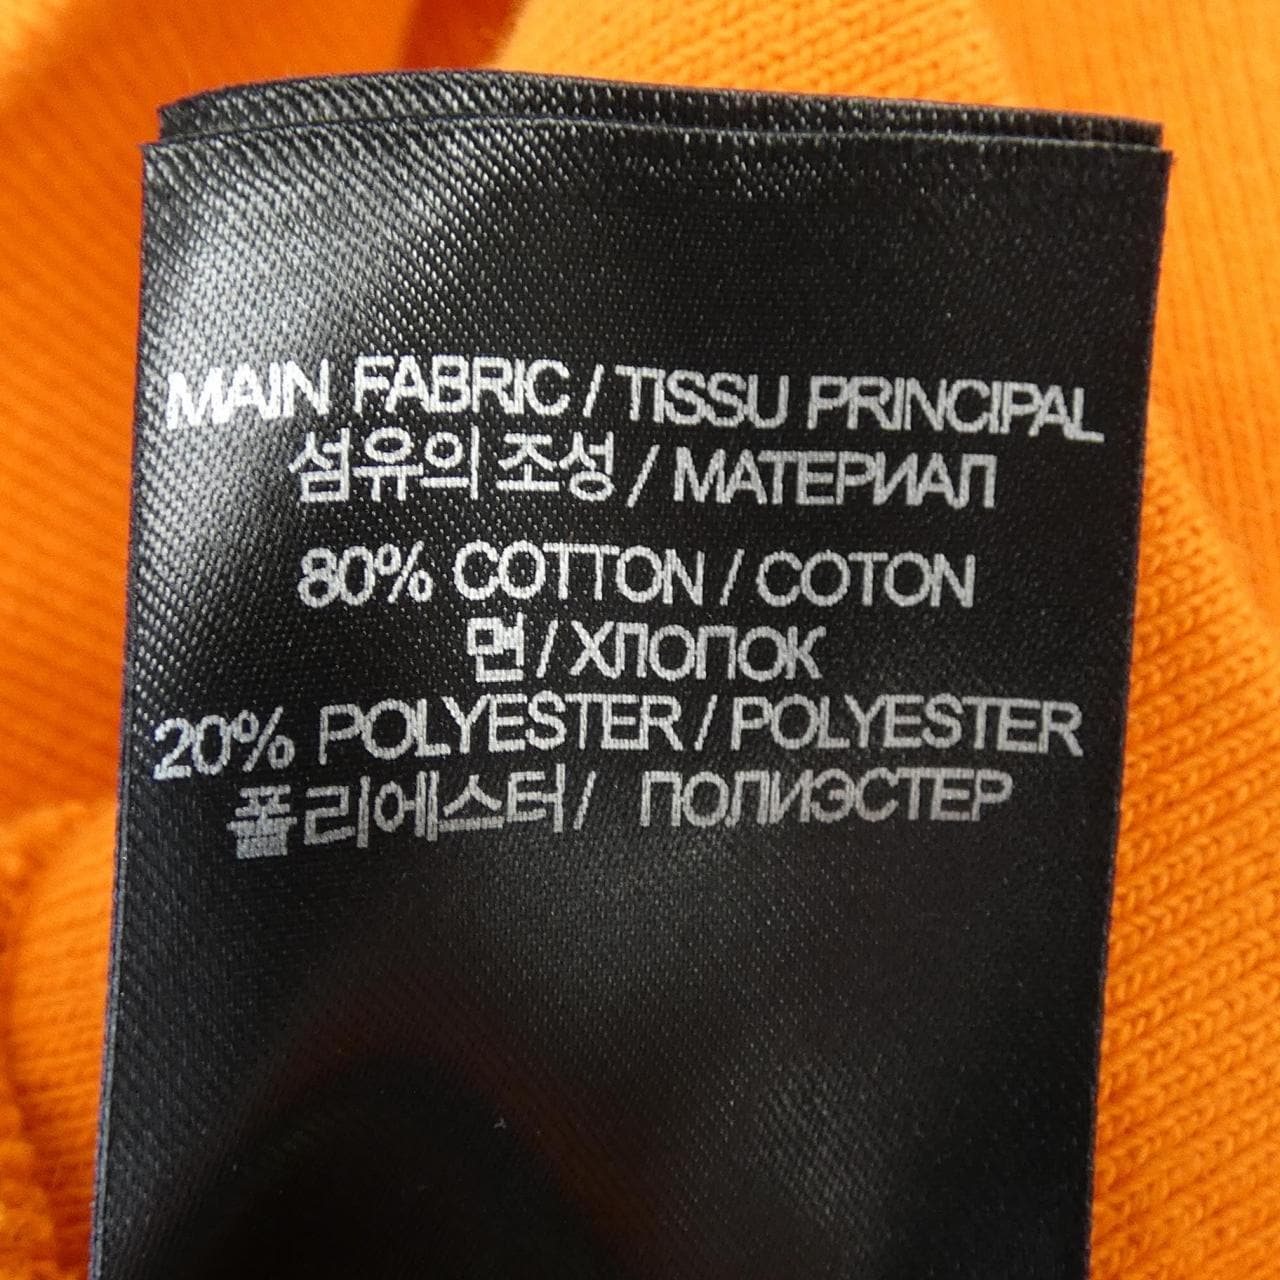 MAIN FABRIC / TISSU PRINCIPAL
섬유의 조성 / МАТЕРИАЛ
80% COTTON / COTON
면 / ХЛОПОК
20% POLYESTER / POLYESTER
폴리에스터 / ПОЛИЭСТЕР